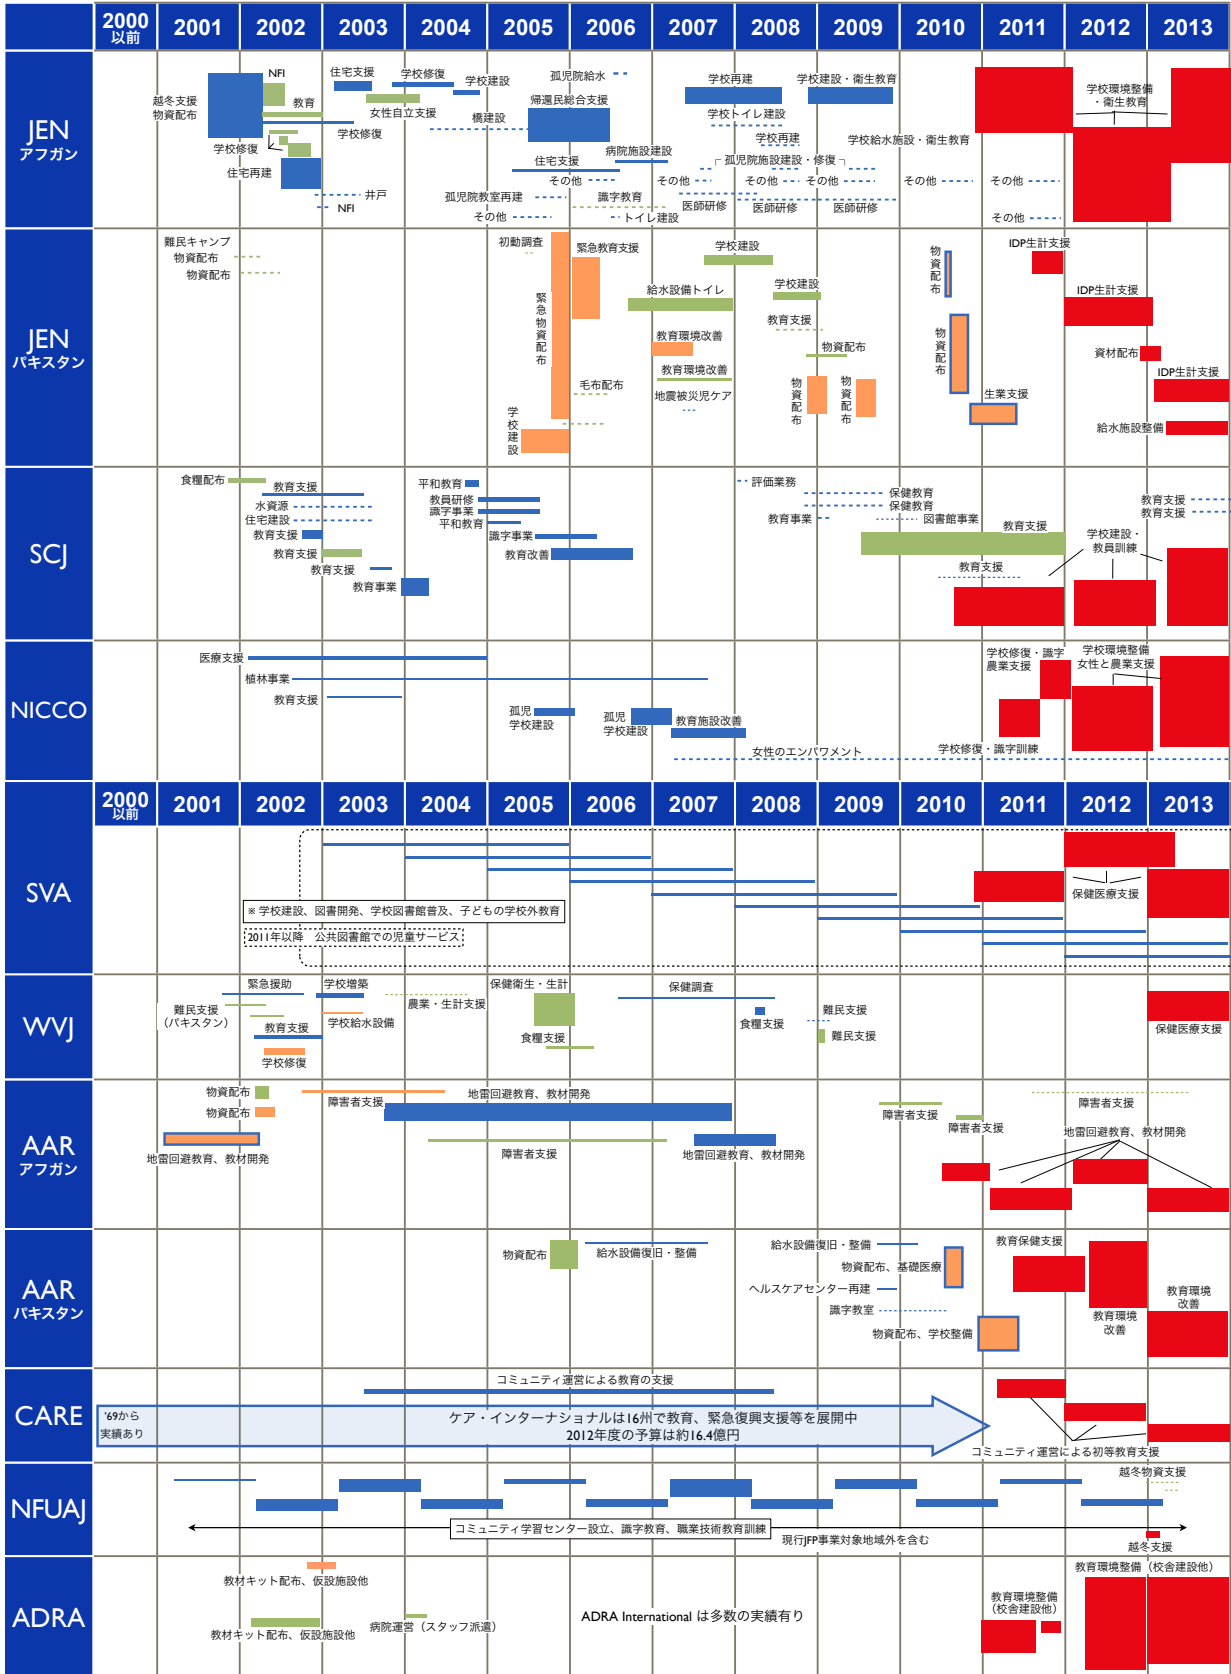 2000
以前
2001
2002
2003
2004
2005
2006
2007
2008
2009
2010
2011
2012
2013
JEN
アフガン
越冬支援
物資配布
NFI
教育
学校修復
住宅再建
井戸
NFI
住宅支援
学校修復
女性自立支援
学校修復
学校建設
橋建設
孤児院給水
帰還民総合支援
病院施設建設
住宅支援
その他
孤児院教室再建
識字教育
その他
トイレ建設
学校再建
学校トイレ建設
学校再建
孤児院施設建設・修復
その他
その他
その他
医師研修
医師研修
医師研修
学校建設・衛生教育
学校給水施設・衛生教育
その他
その他
その他
学校環境整備
・衛生教育
JEN
パキスタン
難民キャンプ
物資配布
物資配布
初動調査
緊急物資配布
緊急教育支援
毛布配布
学校建設
学校建設
給水設備トイレ
教育環境改善
教育環境改善
地震被災児ケア
学校建設
教育支援
物資配布
物資配布
物資配布
物資配布
物資配布
生業支援
IDP生計支援
IDP生計支援
資材配布
IDP生計支援
給水施設整備
SCJ
食糧配布
教育支援
水資源
住宅建設
教育支援
教育支援
教育支援
教育事業
平和教育
教員研修
識字事業
平和教育
識字事業
教育改善
評価業務
保健教育
保健教育
教育事業
図書館事業
教育支援
教育支援
学校建設・
教員訓練
教育支援
教育支援
NICCO
医療支援
植林事業
教育支援
孤児
学校建設
孤児
学校建設
教育施設改善
女性のエンパワメント
学校修復・識字
農業支援
学校環境整備
女性と農業支援
学校修復・識字訓練
2000
以前
2001
2002
2003
2004
2005
2006
2007
2008
2009
2010
2011
2012
2013
SVA
※ 学校建設、図書開発、学校図書館普及、子どもの学校外教育
2011年以降　公共図書館での児童サービス
保健医療支援
WVJ
緊急援助
難民支援
（パキスタン）
教育支援
学校修復
学校増築
学校給水設備
農業・生計支援
保健衛生・生計
食糧支援
保健調査
食糧支援
難民支援
難民支援
保健医療支援
AAR
アフガン
物資配布
物資配布
地雷回避教育、教材開発
障害者支援
地雷回避教育、教材開発
障害者支援
地雷回避教育、教材開発
障害者支援
障害者支援
障害者支援
地雷回避教育、教材開発
AAR
パキスタン
物資配布
給水設備復旧・整備
給水設備復旧・整備
物資配布、基礎医療
ヘルスケアセンター再建
識字教室
物資配布、学校整備
教育保健支援
教育環境
改善
教育環境
改善
CARE
コミュニティ運営による教育の支援
'69から
実績あり
ケア・インターナショナルは16州で教育、緊急復興支援等を展開中
2012年度の予算は約16.4億円
コミュニティ運営による初等教育支援
NFUAJ
越冬物資支援
コミュニティ学習センター設立、識字教育、職業技術教育訓練
現行JFP事業対象地域外を含む
越冬支援
ADRA
教材キット配布、仮設施設他
教材キット配布、仮設施設他
病院運営（スタッフ派遣）
ADRA International は多数の実績有り
教育環境整備
（校舎建設他）
教育環境整備（校舎建設他）